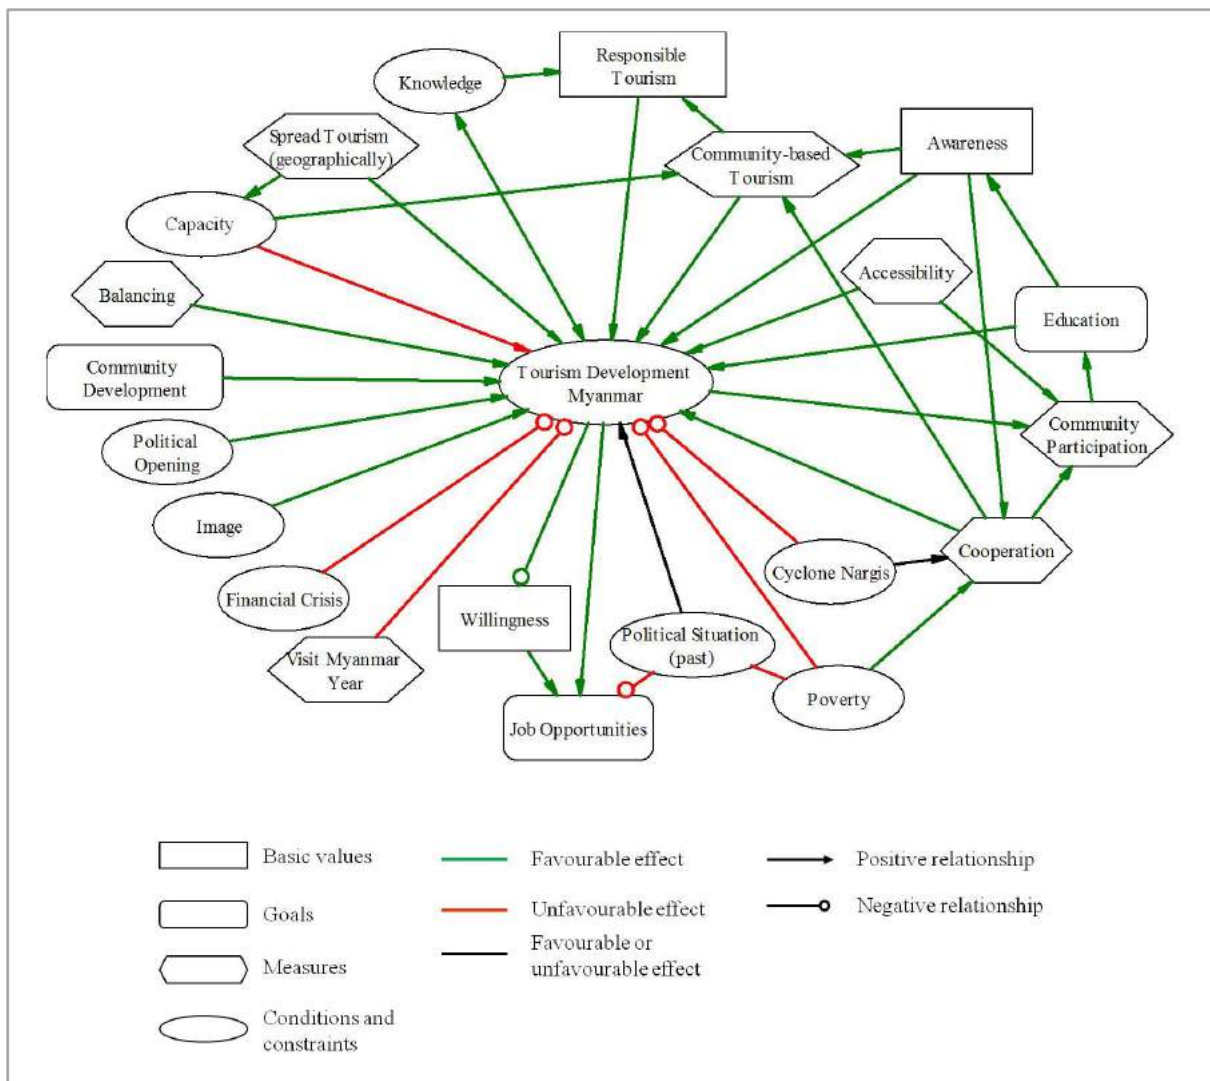 Responsible
Tourism
Knowledge
Spread Tourism
(geographically)
Community-based
Tourism
Awareness
Capacity
Accessibility
Balancing
Education
Community
Development
Tourism Development
Myanmar
Political
Opening
Community
Participation
Image
Cooperation
Cyclone Nargis
Financial Crisis
Willingness
Political Situation
(past)
Visit Myanmar
Year
Poverty
Job Opportunities
Basic values
Favourable effect
Positive relationship
Goals
Unfavourable effect
Negative relationship
Measures
Favourable or
unfavourable effect
Conditions and
constraints